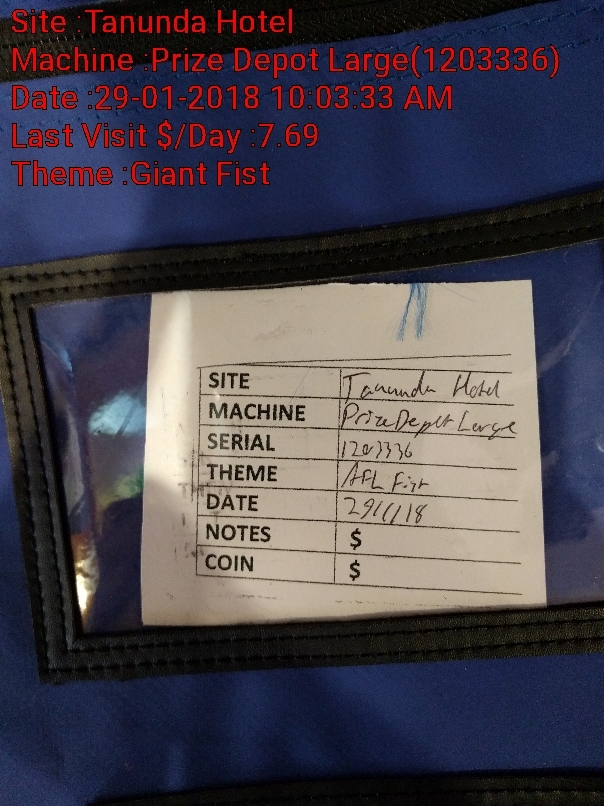 Site :Tanunda Hotel
Machine :Prize Depot Large(1203336)
Date :29-01-2018 10:03:33 AM
Last Visit $/Day :7.69
Theme :Giant Fist
SITE Tanunda Hotel
MACHINE Prize Depot Large
SERIAL 1203336
THEME AFL Fist
DATE 29/1/18
NOTES $
COIN $